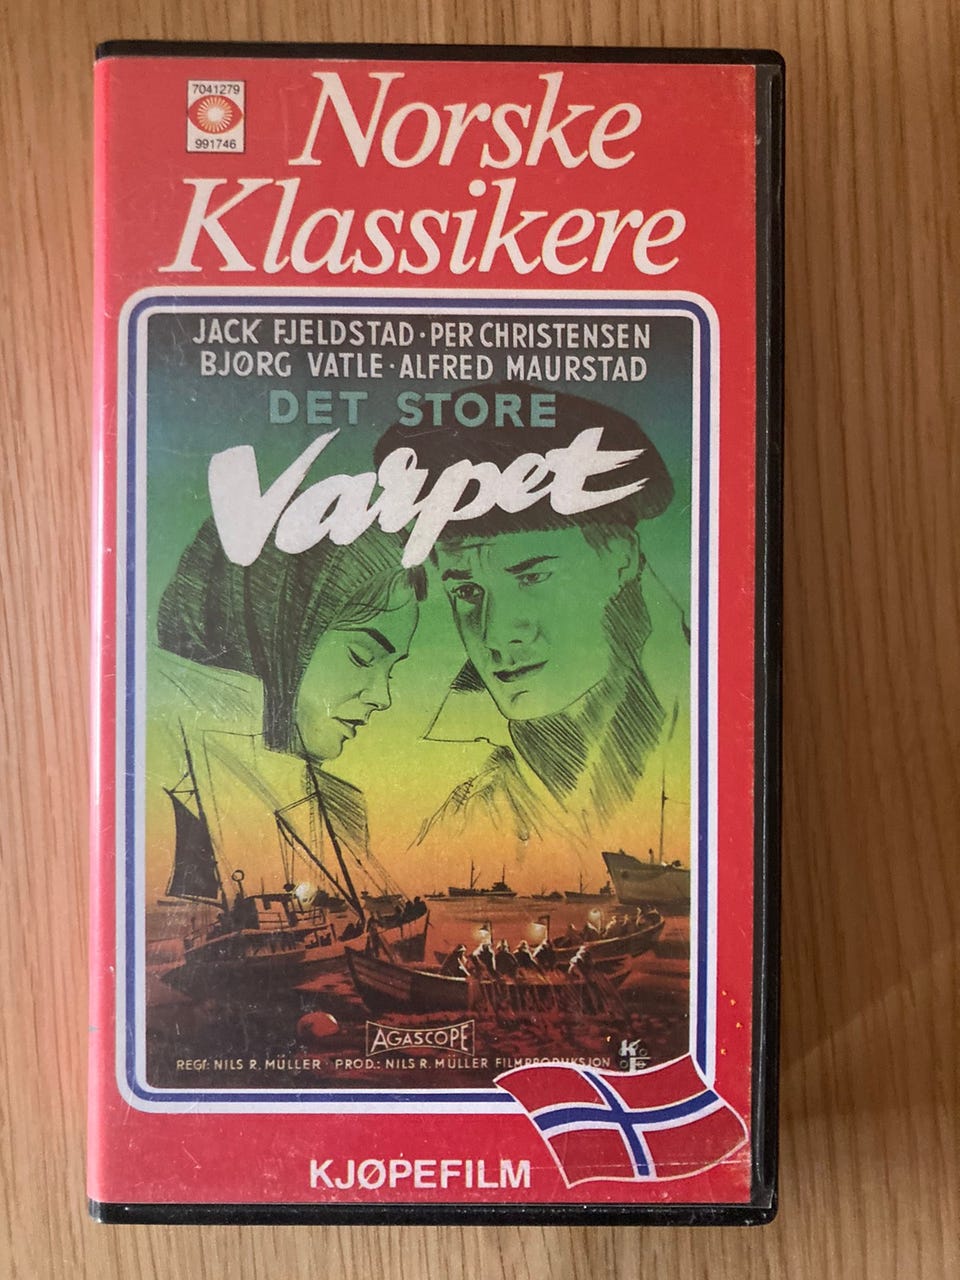 7041279
991746
Norske
Klassikere
JACK FJELDSTAD · PER CHRISTENSEN
BJØRG VATLE · ALFRED MAURSTAD
DET STORE
Varpet
AGASCOPE
REGI: NILS R. MÜLLER · PROD.: NILS R. MÜLLER FILMPRODUKSJON
KJØPEFILM